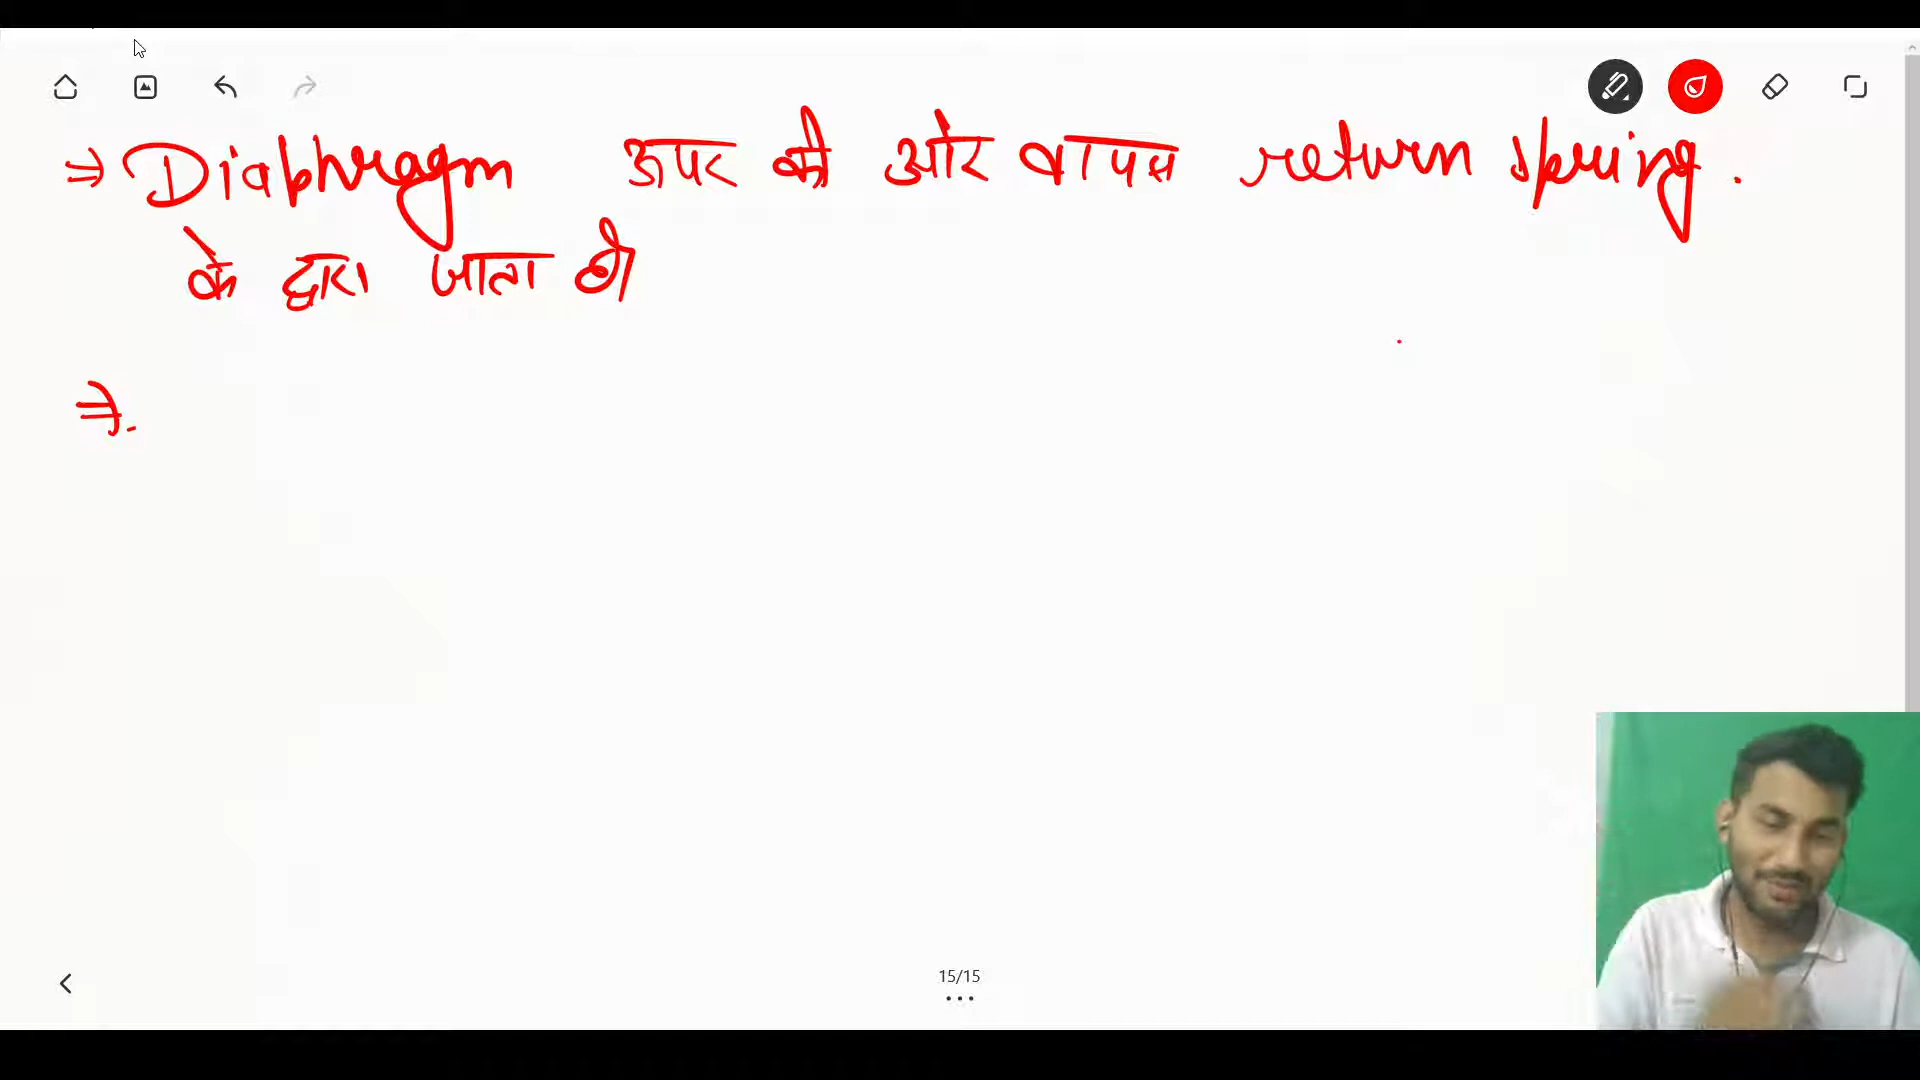 ⇒ Diaphragm ऊपर की ओर वापस return spring.
के द्वारा जाता है।
⇒.
15/15